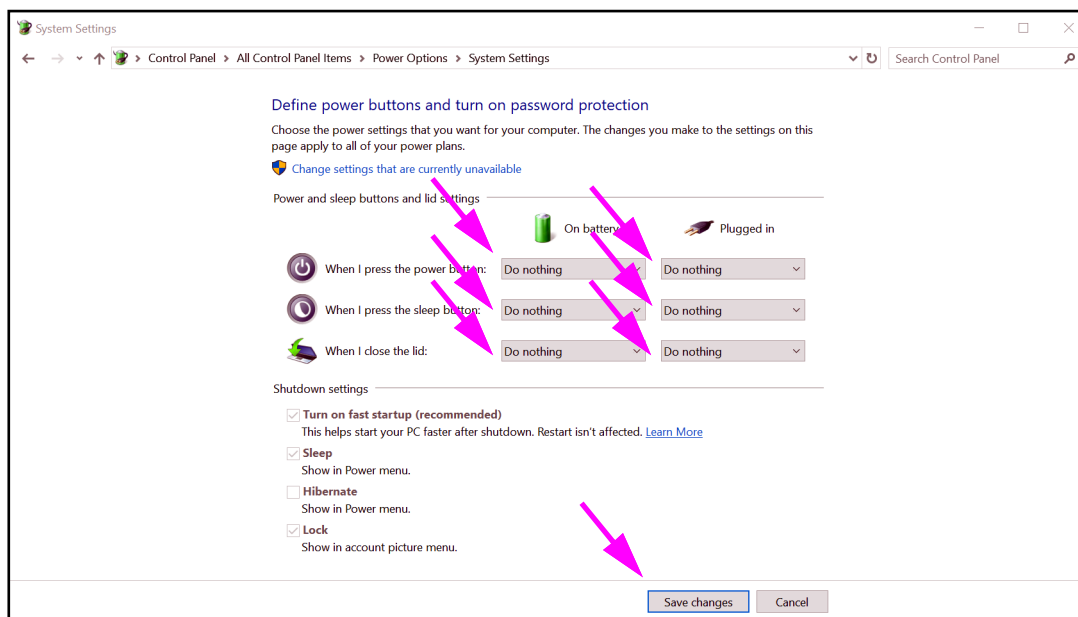 System Settings
Control Panel > All Control Panel Items > Power Options > System Settings
Search Control Panel
Define power buttons and turn on password protection
Choose the power settings that you want for your computer. The changes you make to the settings on this
page apply to all of your power plans.
Change settings that are currently unavailable
Power and sleep buttons and lid settings
On battery
Plugged in
When I press the power button:
Do nothing
Do nothing
When I press the sleep button:
Do nothing
Do nothing
When I close the lid:
Do nothing
Do nothing
Shutdown settings
Turn on fast startup (recommended)
This helps start your PC faster after shutdown. Restart isn't affected. Learn More
Sleep
Show in Power menu.
Hibernate
Show in Power menu.
Lock
Show in account picture menu.
Save changes
Cancel